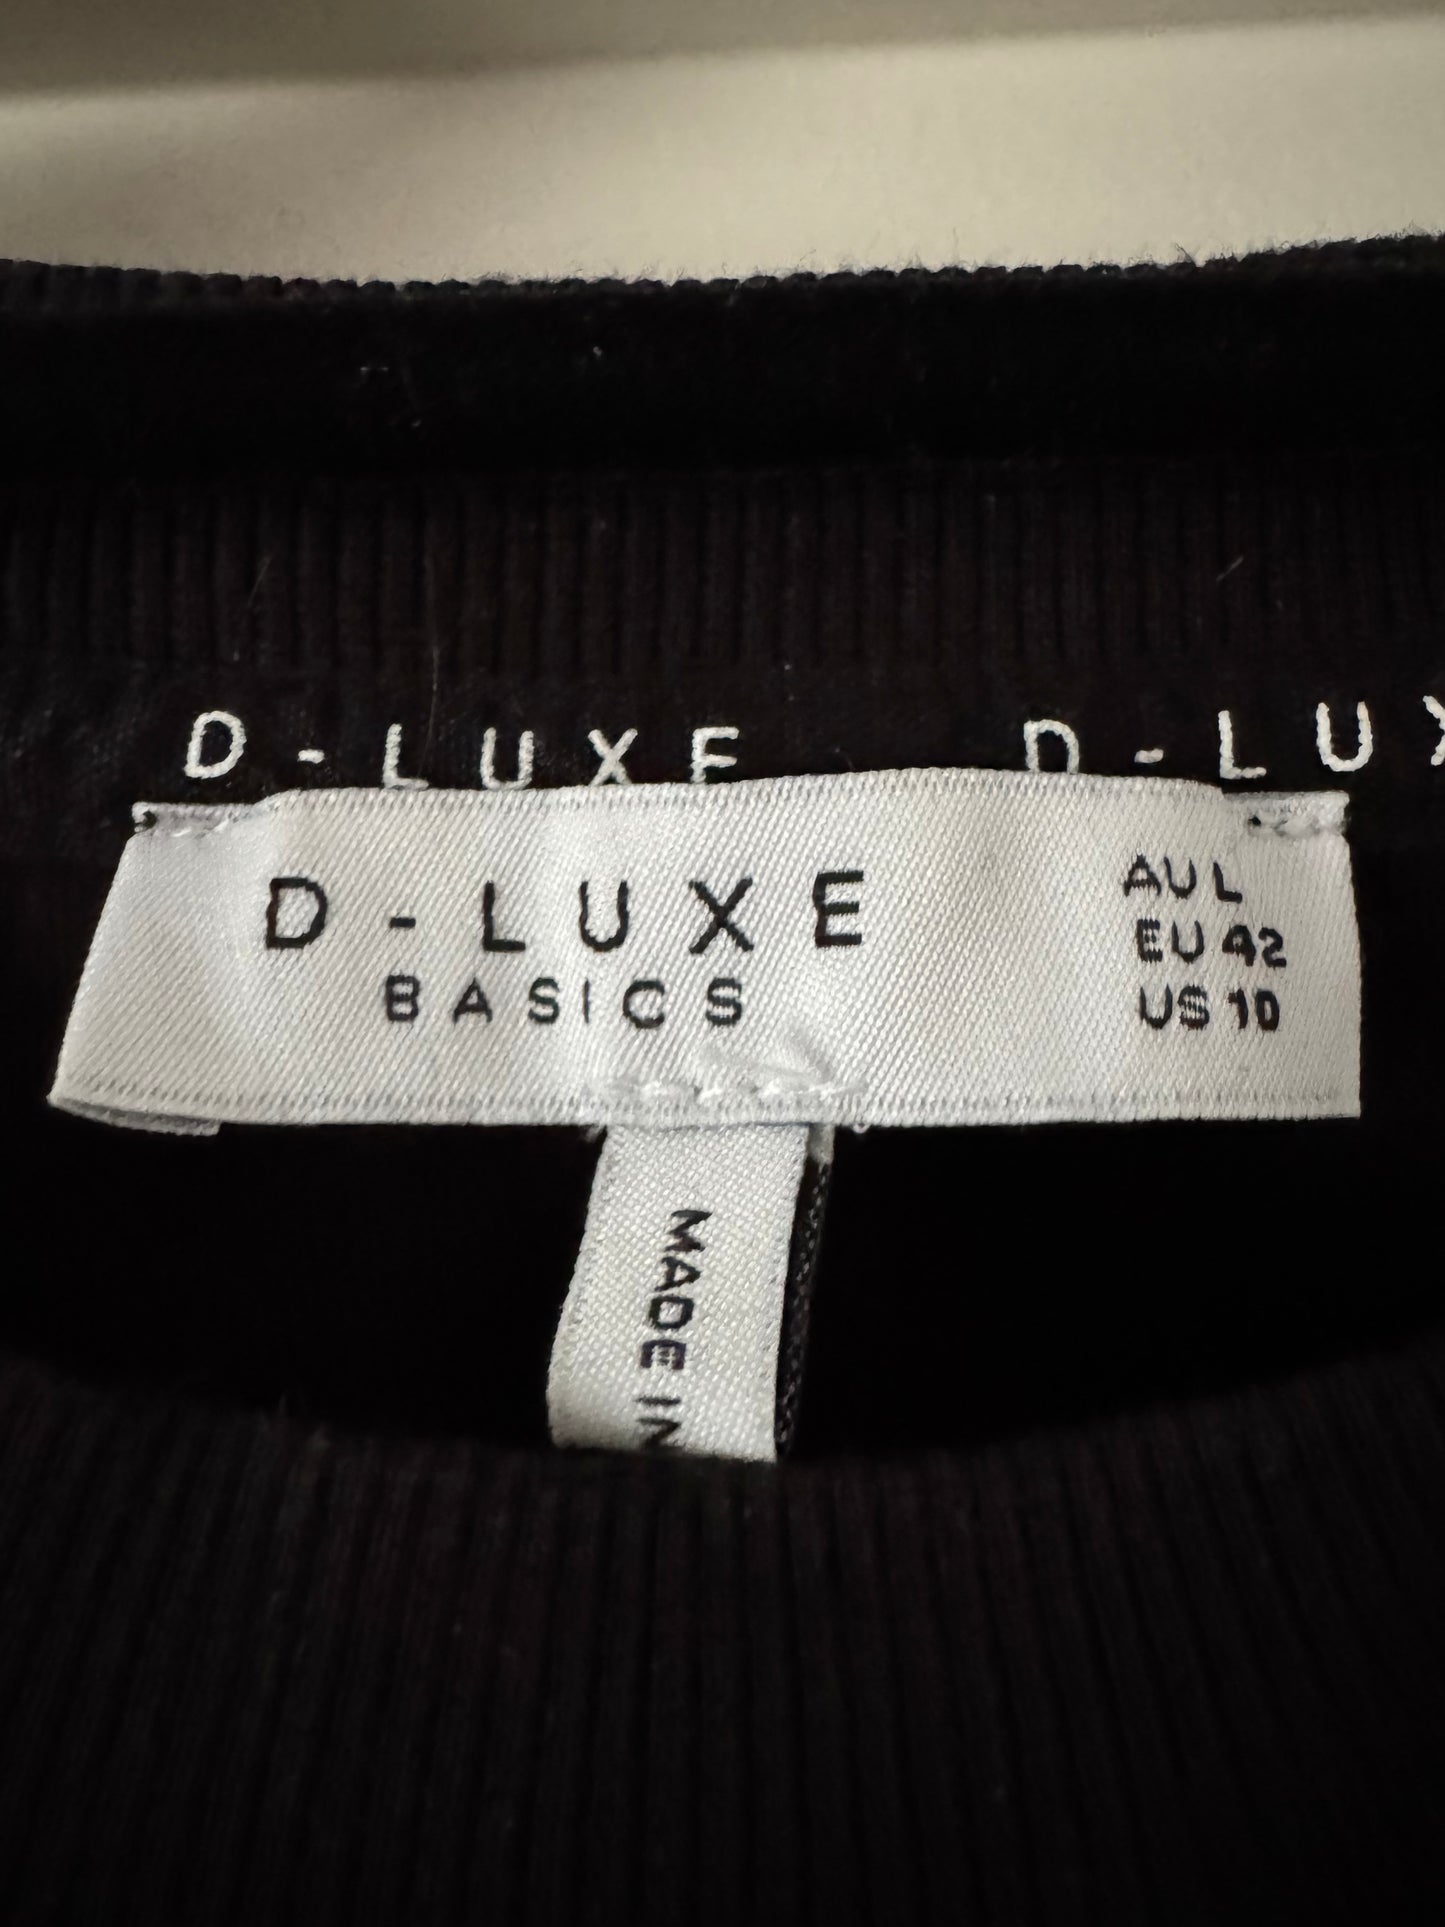 D-LUXE D-LUX
D-LUXE
BASICS
AU L
EU 42
US 10
MADE IN